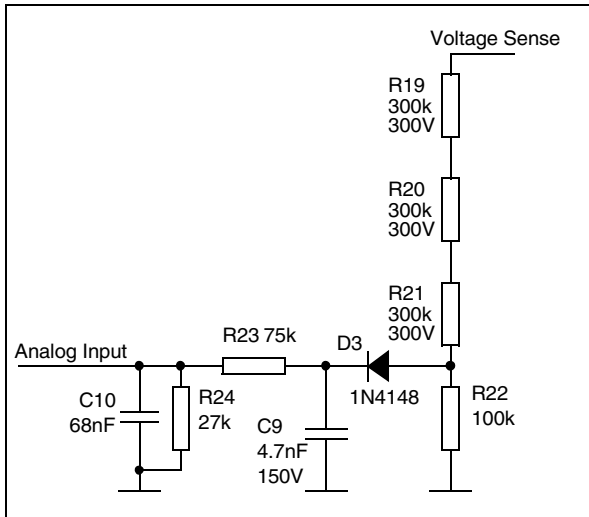 Voltage Sense
R19
300k
300V
R20
300k
300V
R21
300k
300V
R23 75k
D3
Analog Input
1N4148
R22
100k
C10
68nF
R24
27k
C9
4.7nF
150V